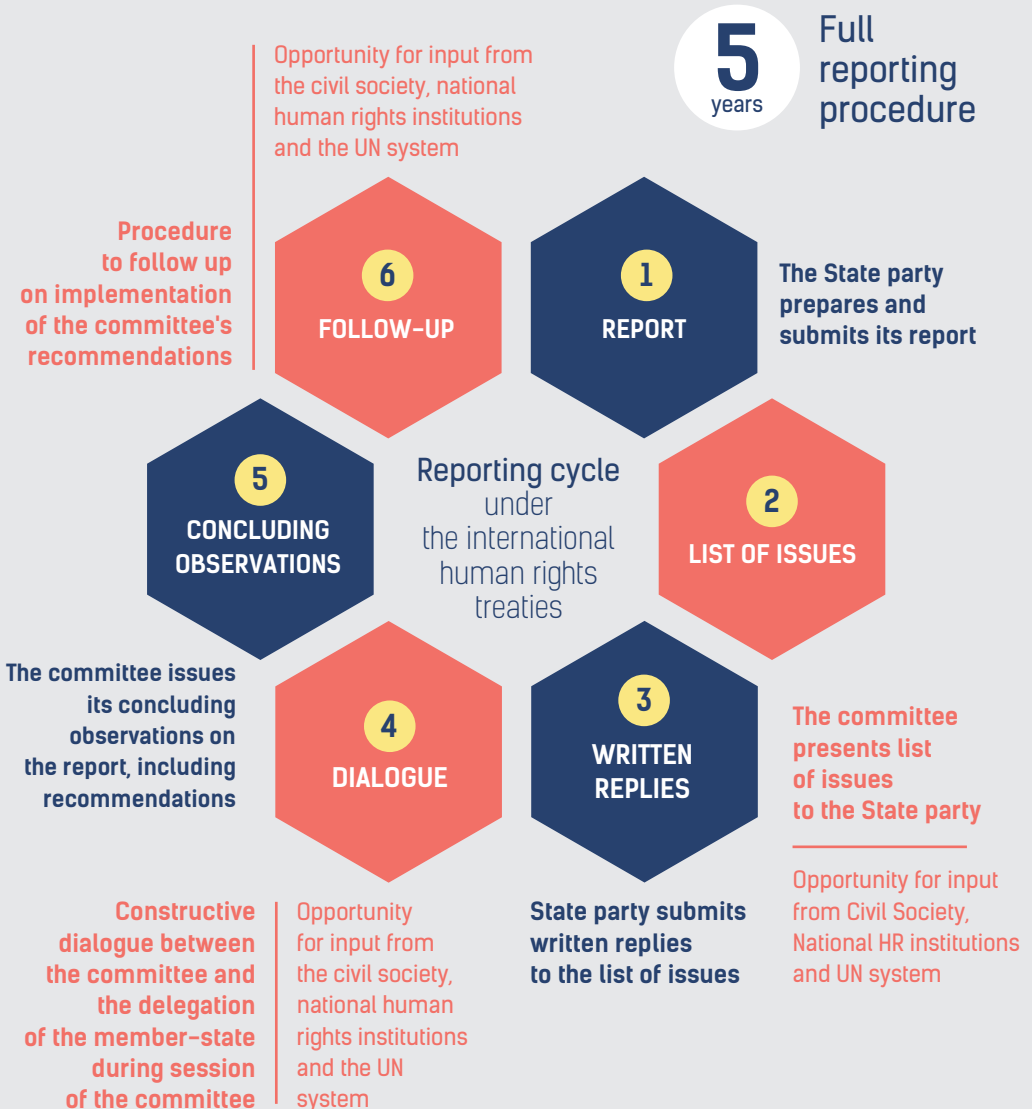 5
years
Full
reporting
procedure
Opportunity for input from
the civil society, national
human rights institutions
and the UN system
Procedure
to follow up
on implementation
of the committee's
recommendations
6
FOLLOW-UP
1
REPORT
The State party
prepares and
submits its report
5
CONCLUDING
OBSERVATIONS
Reporting cycle
under
the international
human rights
treaties
2
LIST OF ISSUES
The committee issues
its concluding
observations on
the report, including
recommendations
4
DIALOGUE
3
WRITTEN
REPLIES
The committee
presents list
of issues
to the State party
Opportunity for input
from Civil Society,
National HR institutions
and UN system
Constructive
dialogue between
the committee and
the delegation
of the member-state
during session
of the committee
Opportunity
for input from
the civil society,
national human
rights institutions
and the UN
system
State party submits
written replies
to the list of issues